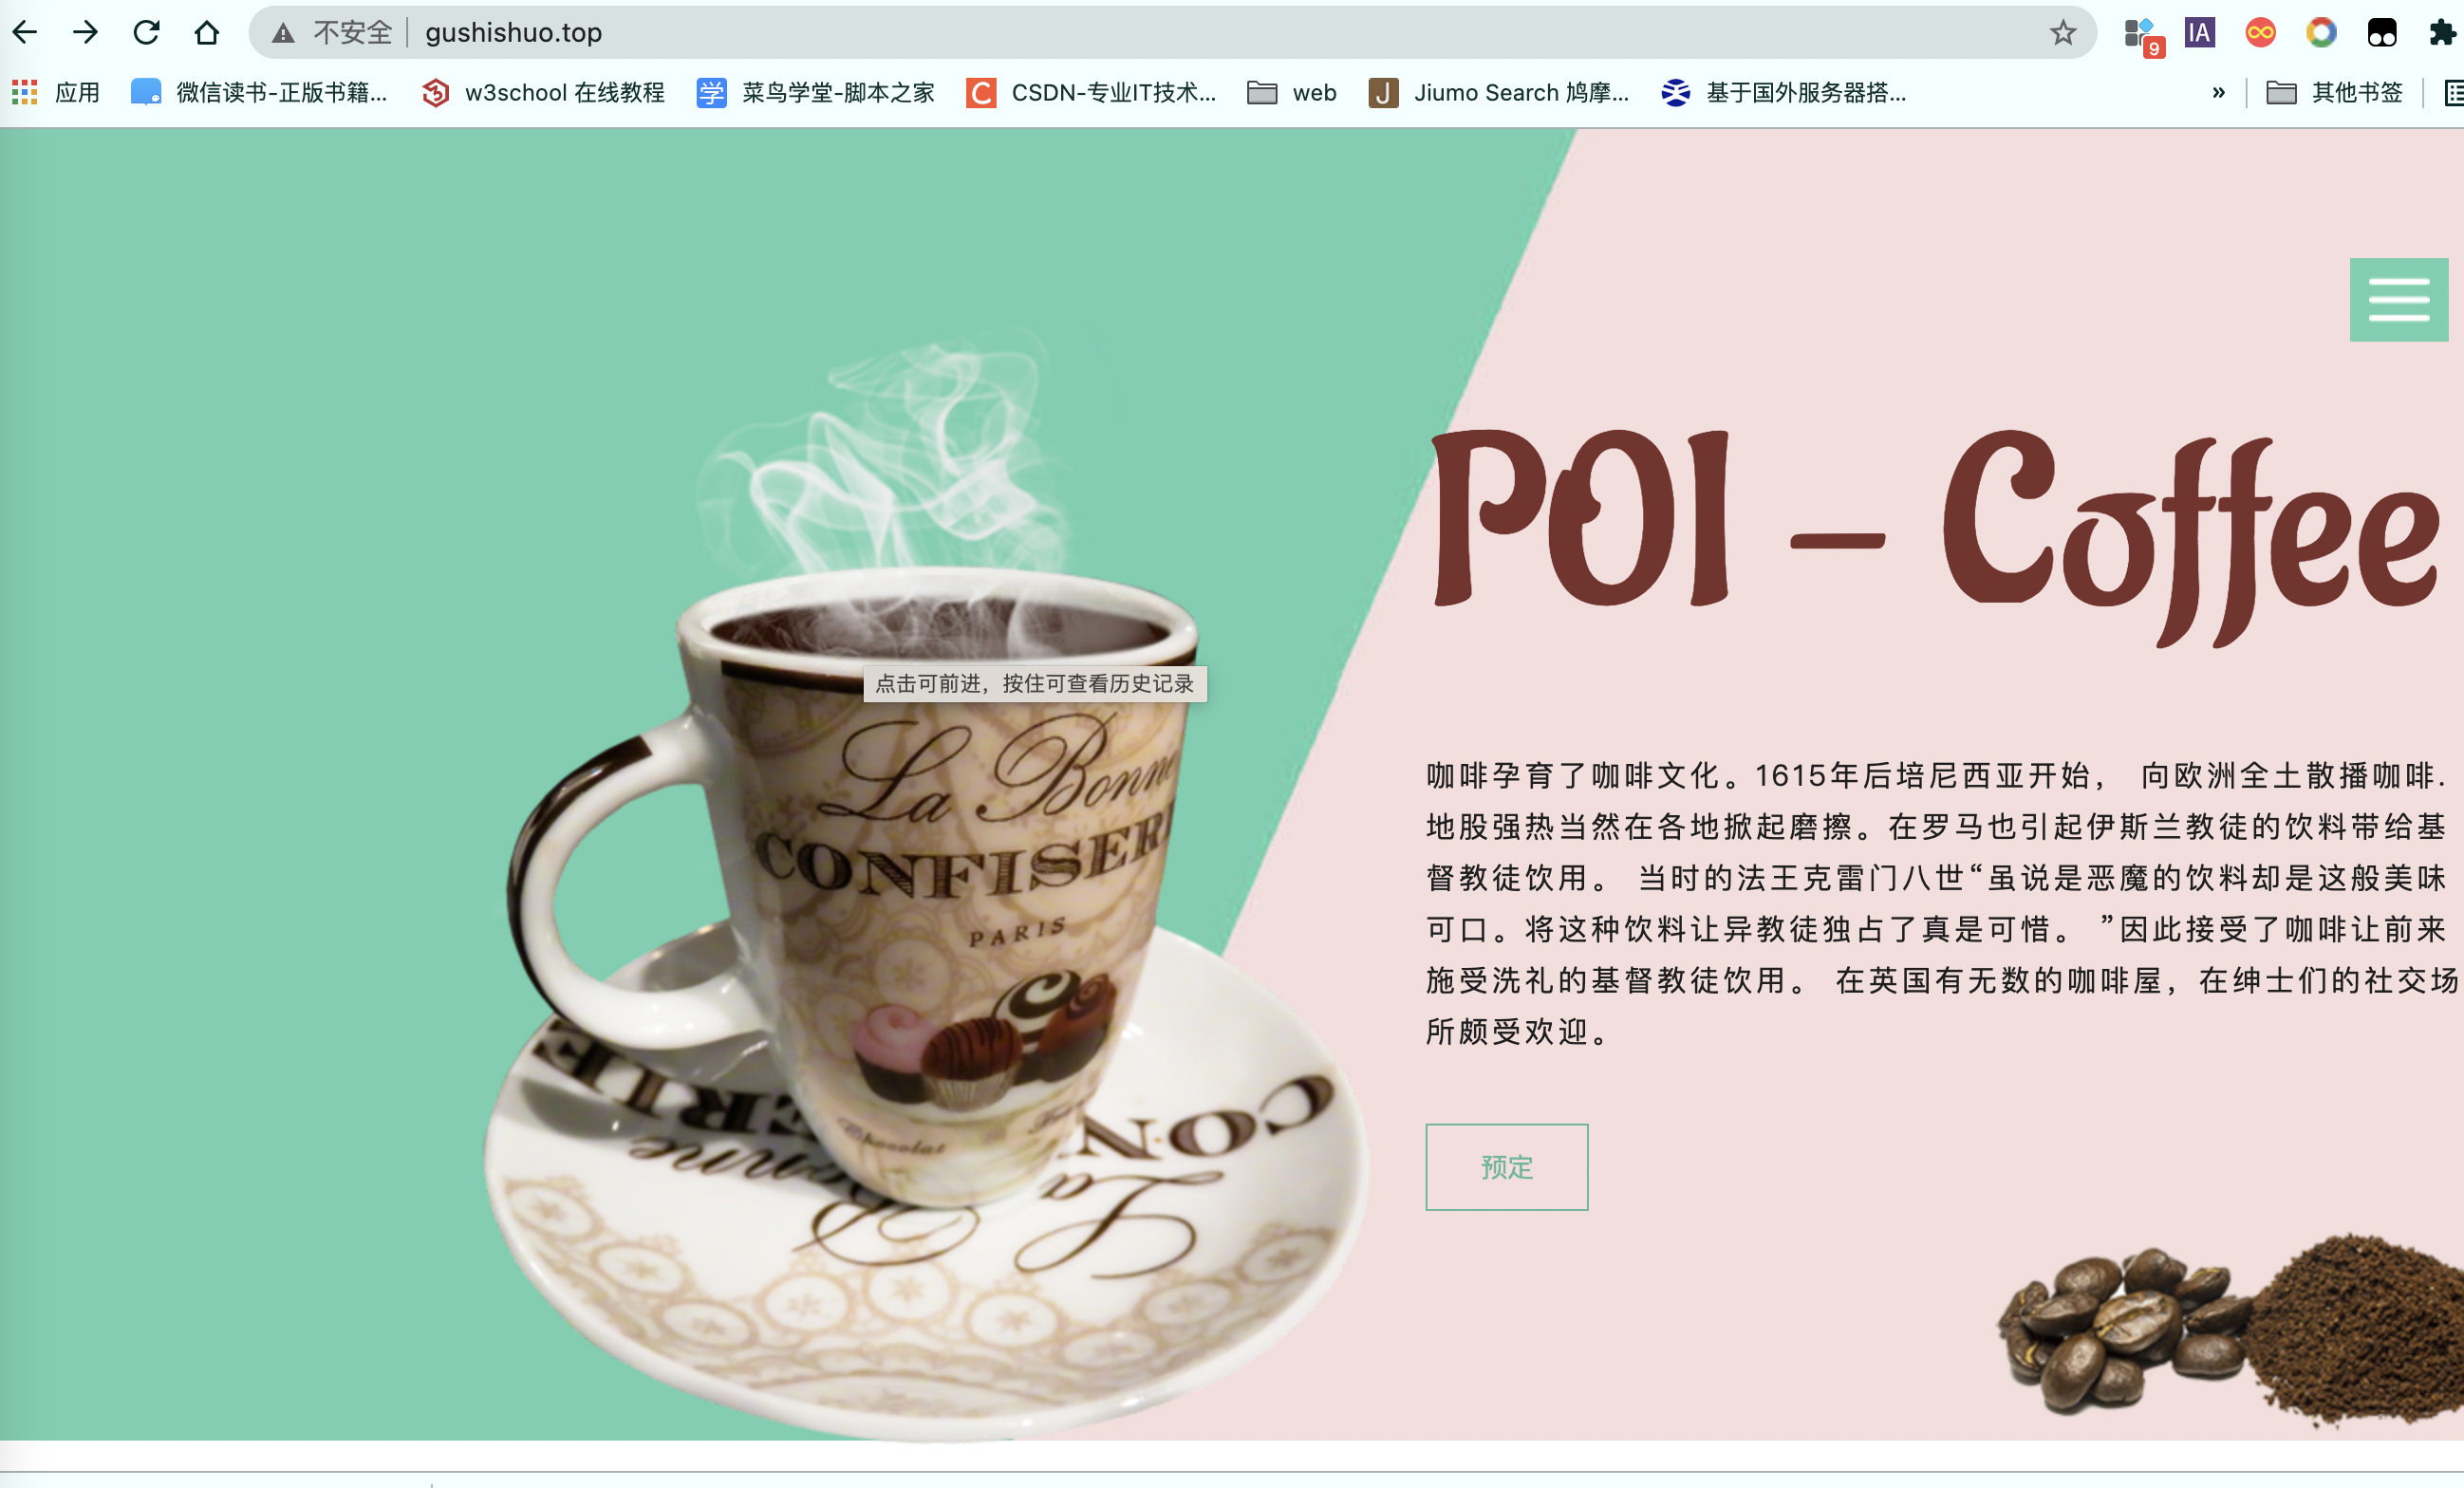 不安全 gushishuo.top
9 IA
应用 微信读书-正版书籍... w3school 在线教程 学 菜鸟学堂-脚本之家 C CSDN-专业IT技术... web J Jiumo Search 鸠摩... 基于国外服务器搭... » 其他书签
POI – Coffee
点击可前进，按住可查看历史记录
La Bonne
CONFISERI
PARIS
Chocolat
咖啡孕育了咖啡文化。1615年后培尼西亚开始， 向欧洲全土散播咖啡.
地股强热当然在各地掀起磨擦。在罗马也引起伊斯兰教徒的饮料带给基
督教徒饮用。 当时的法王克雷门八世“虽说是恶魔的饮料却是这般美味
可口。将这种饮料让异教徒独占了真是可惜。 ”因此接受了咖啡让前来
施受洗礼的基督教徒饮用。 在英国有无数的咖啡屋，在绅士们的社交场
所颇受欢迎。
预定
ERIE
CON
onne
La B